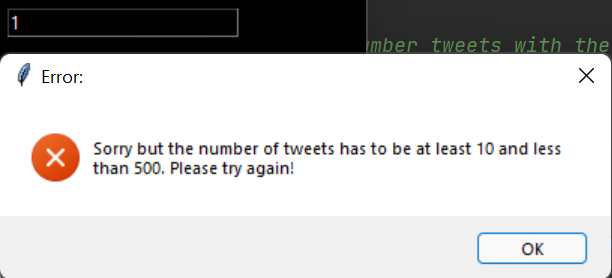 1
umber tweets with the
Error:
Sorry but the number of tweets has to be at least 10 and less
than 500. Please try again!
OK